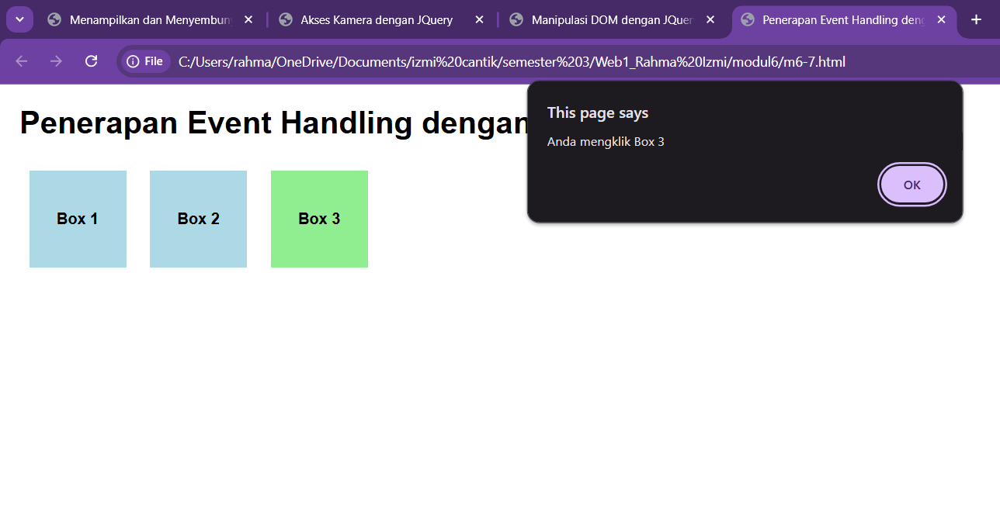 Menampilkan dan Menyembun
Akses Kamera dengan JQuery
Manipulasi DOM dengan JQuer
Penerapan Event Handling deng
File
C:/Users/rahma/OneDrive/Documents/izmi%20cantik/semester%203/Web1_Rahma%20Izmi/modul6/m6-7.html
Penerapan Event Handling dengan
This page says
Anda mengklik Box 3
OK
Box 1
Box 2
Box 3